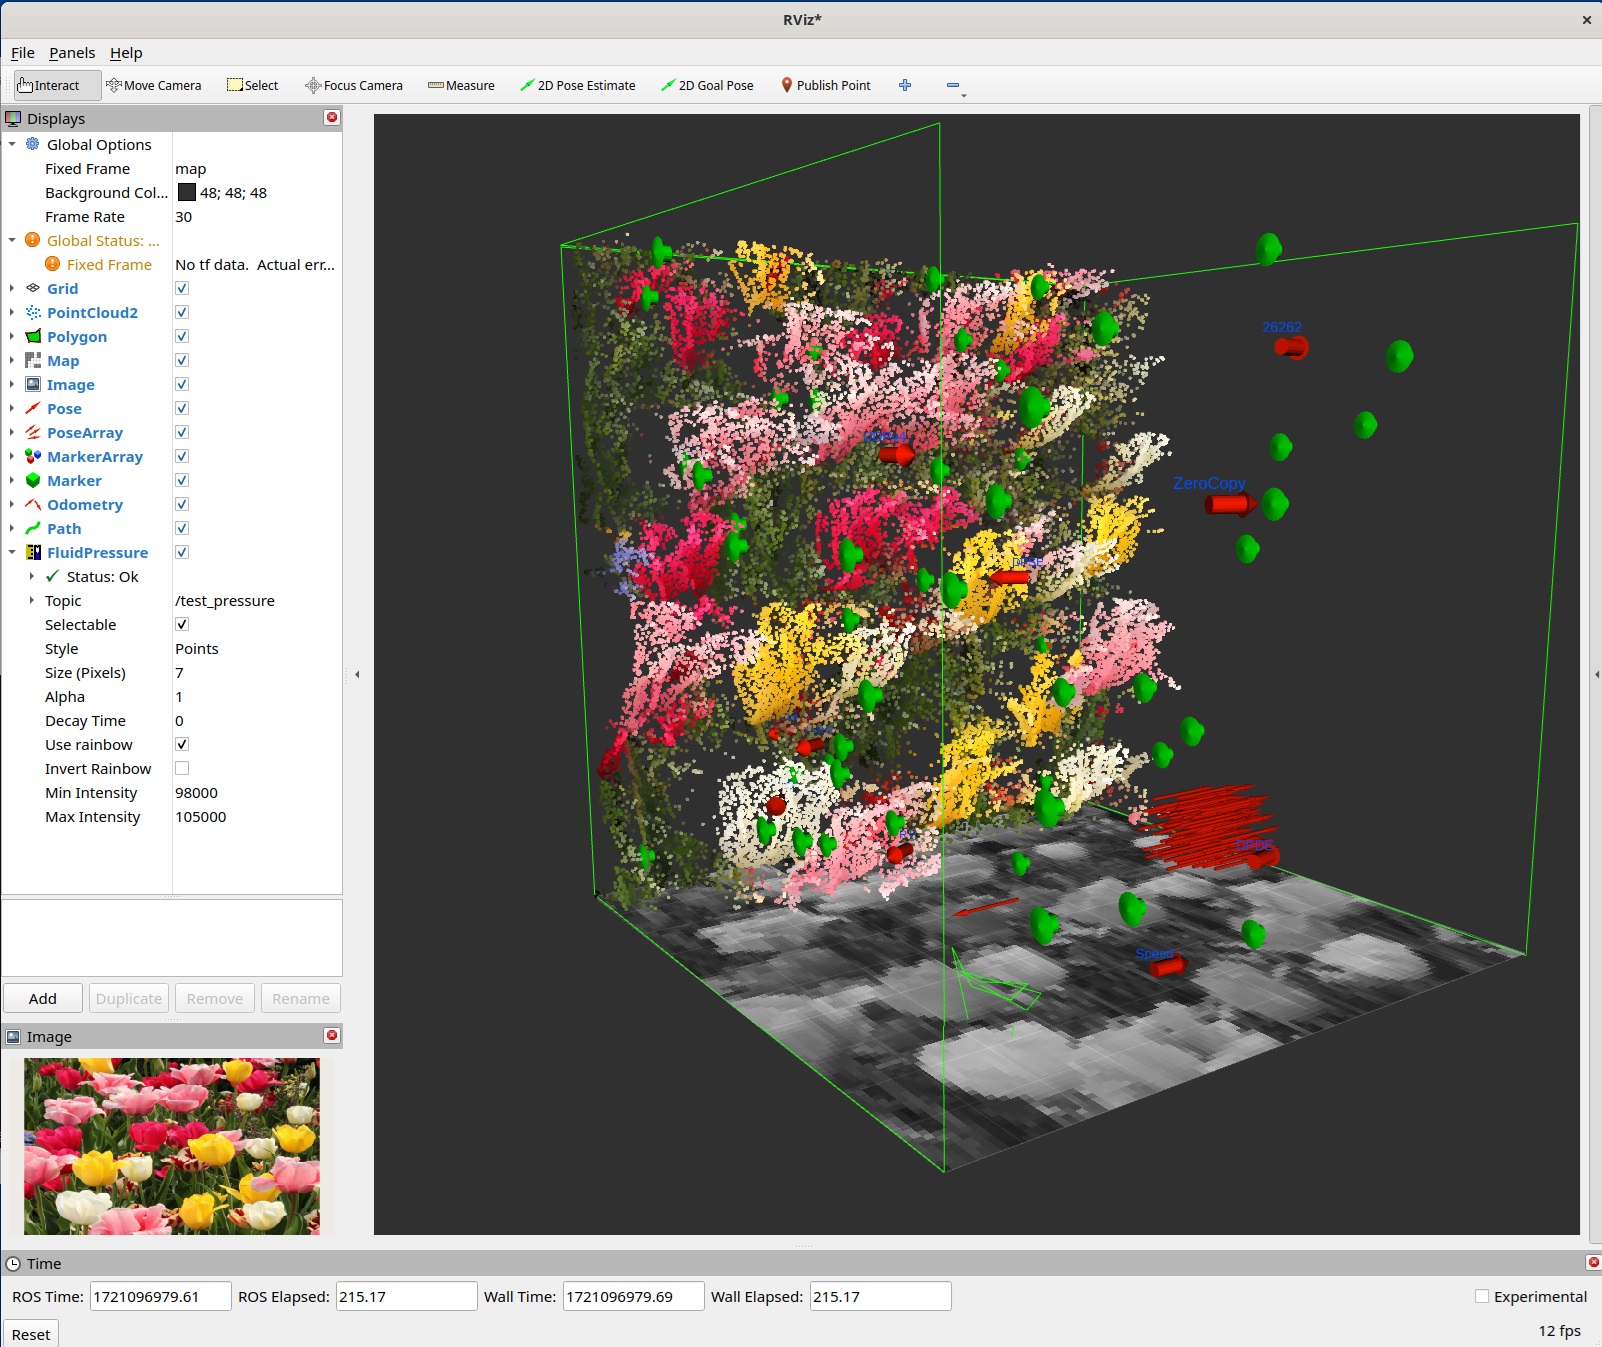 RViz*
File Panels Help
Interact Move Camera Select Focus Camera Measure 2D Pose Estimate 2D Goal Pose Publish Point
Displays
Global Options
Fixed Frame map
Background Col... 48; 48; 48
Frame Rate 30
Global Status: ...
Fixed Frame No tf data. Actual err...
Grid
PointCloud2
Polygon
Map
Image
Pose
PoseArray
MarkerArray
Marker
Odometry
Path
FluidPressure
Status: Ok
Topic /test_pressure
Selectable
Style Points
Size (Pixels) 7
Alpha 1
Decay Time 0
Use rainbow
Invert Rainbow
Min Intensity 98000
Max Intensity 105000
Add Duplicate Remove Rename
Image
26262
ZeroCopy
DPDE
Speed
Time
ROS Time: 1721096979.61 ROS Elapsed: 215.17 Wall Time: 1721096979.69 Wall Elapsed: 215.17 Experimental
Reset 12 fps